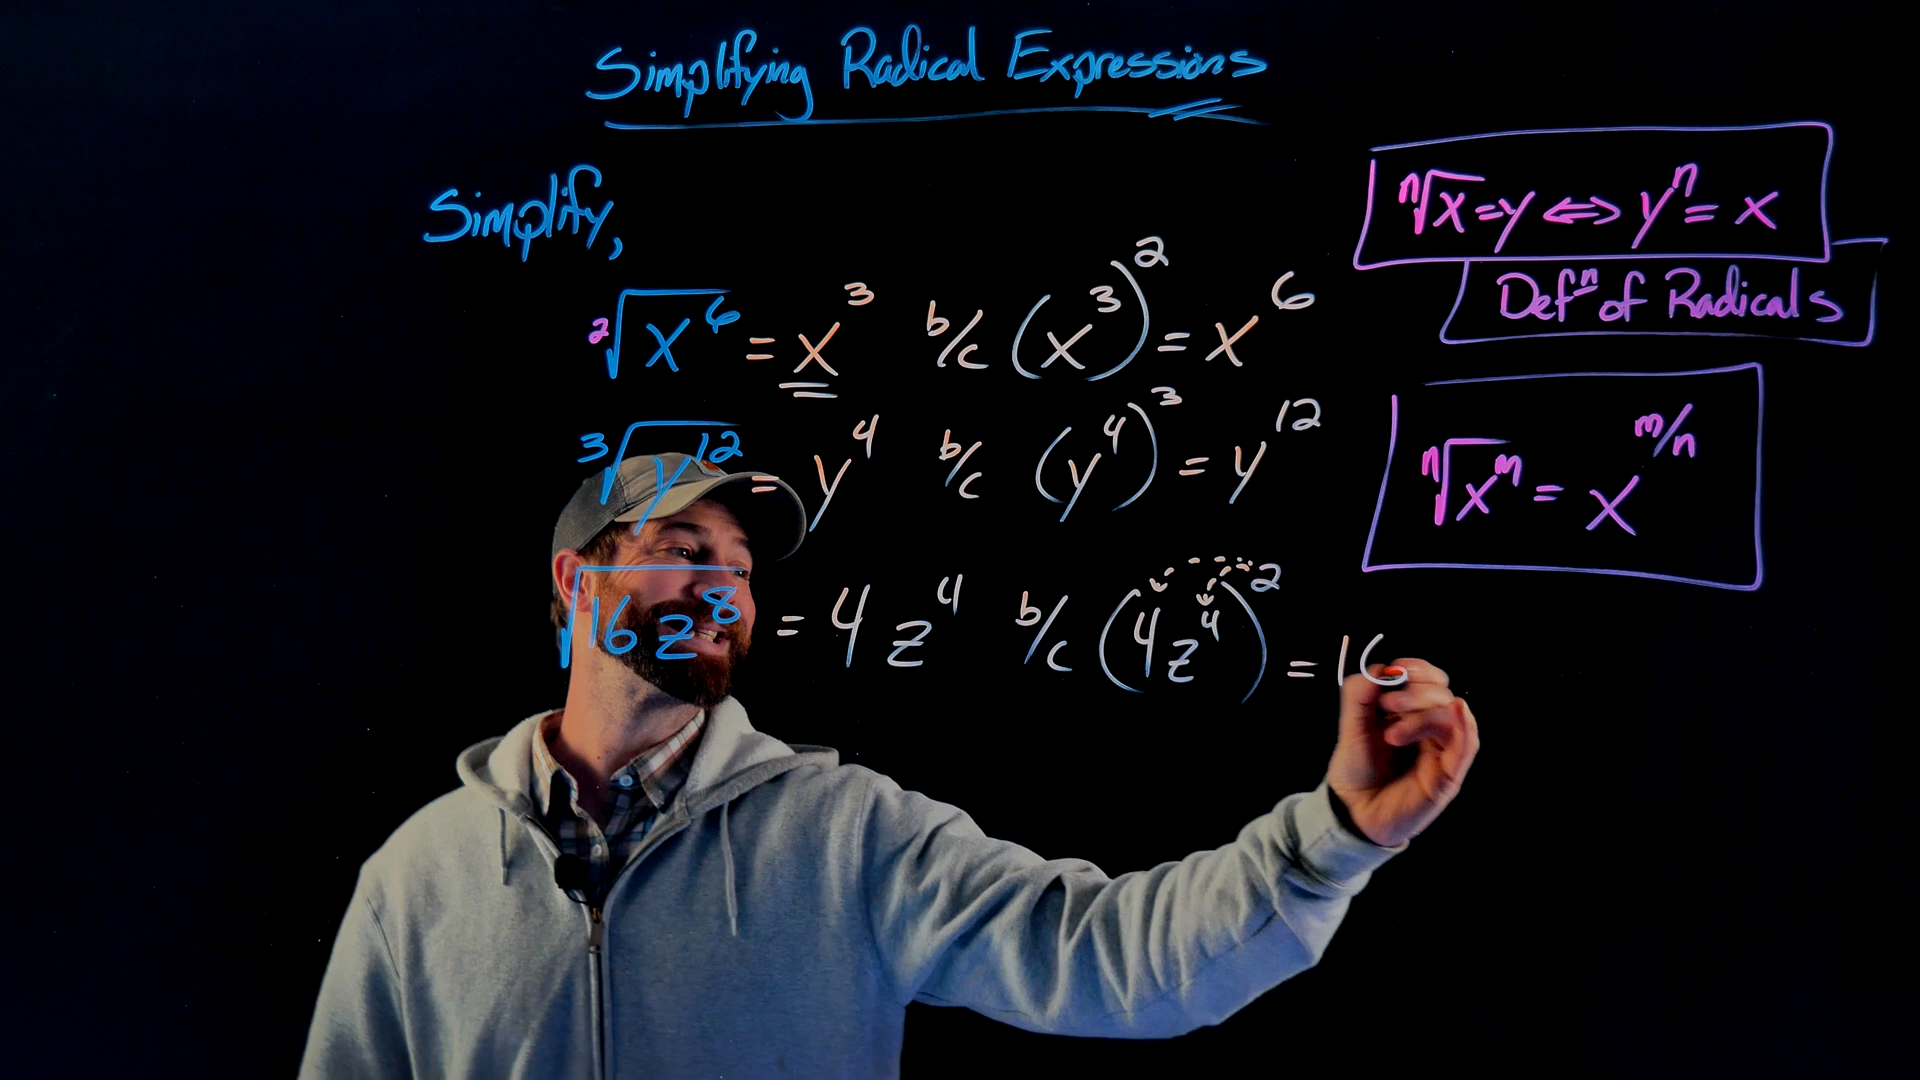 Simplifying Radical Expressions
Simplify,
²√x⁶ = x³ b/c (x³)² = x⁶
³√y¹² = y⁴ b/c (y⁴)³ = y¹²
√16z⁸ = 4z⁴ b/c (4z⁴)² = 16
ⁿ√x = y ⇔ yⁿ = x
Defⁿ of Radicals
ⁿ√xᵐ = x^m/n